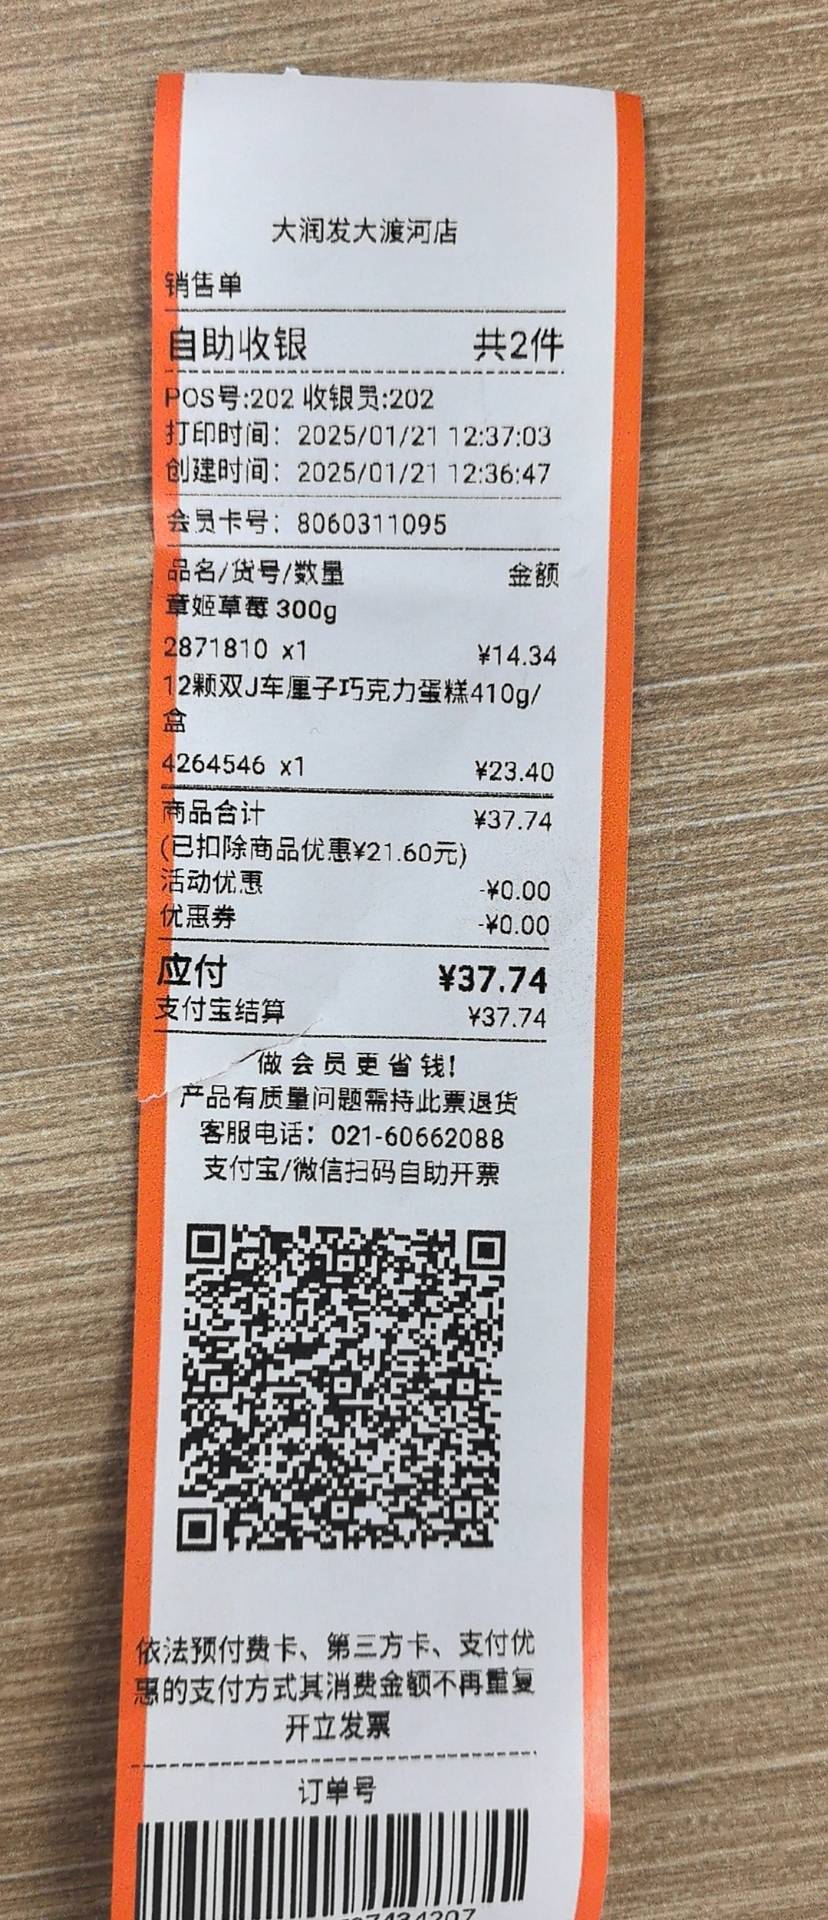 大润发大渡河店
销售单
自助收银 共2件
POS号:202 收银员:202
打印时间：2025/01/21 12:37:03
创建时间：2025/01/21 12:36:47
会员卡号：8060311095
品名/货号/数量 金额
章姬草莓300g
2871810 x1 ¥14.34
12颗双J车厘子巧克力蛋糕410g/
盒
4264546 x1 ¥23.40
商品合计 ¥37.74
(已扣除商品优惠¥21.60元)
活动优惠 -¥0.00
优惠券 -¥0.00
应付 ¥37.74
支付宝结算 ¥37.74
做会员更省钱!
产品有质量问题需持此票退货
客服电话：021-60662088
支付宝/微信扫码自助开票
依法预付费卡、第三方卡、支付优
惠的支付方式其消费金额不再重复
开立发票
订单号